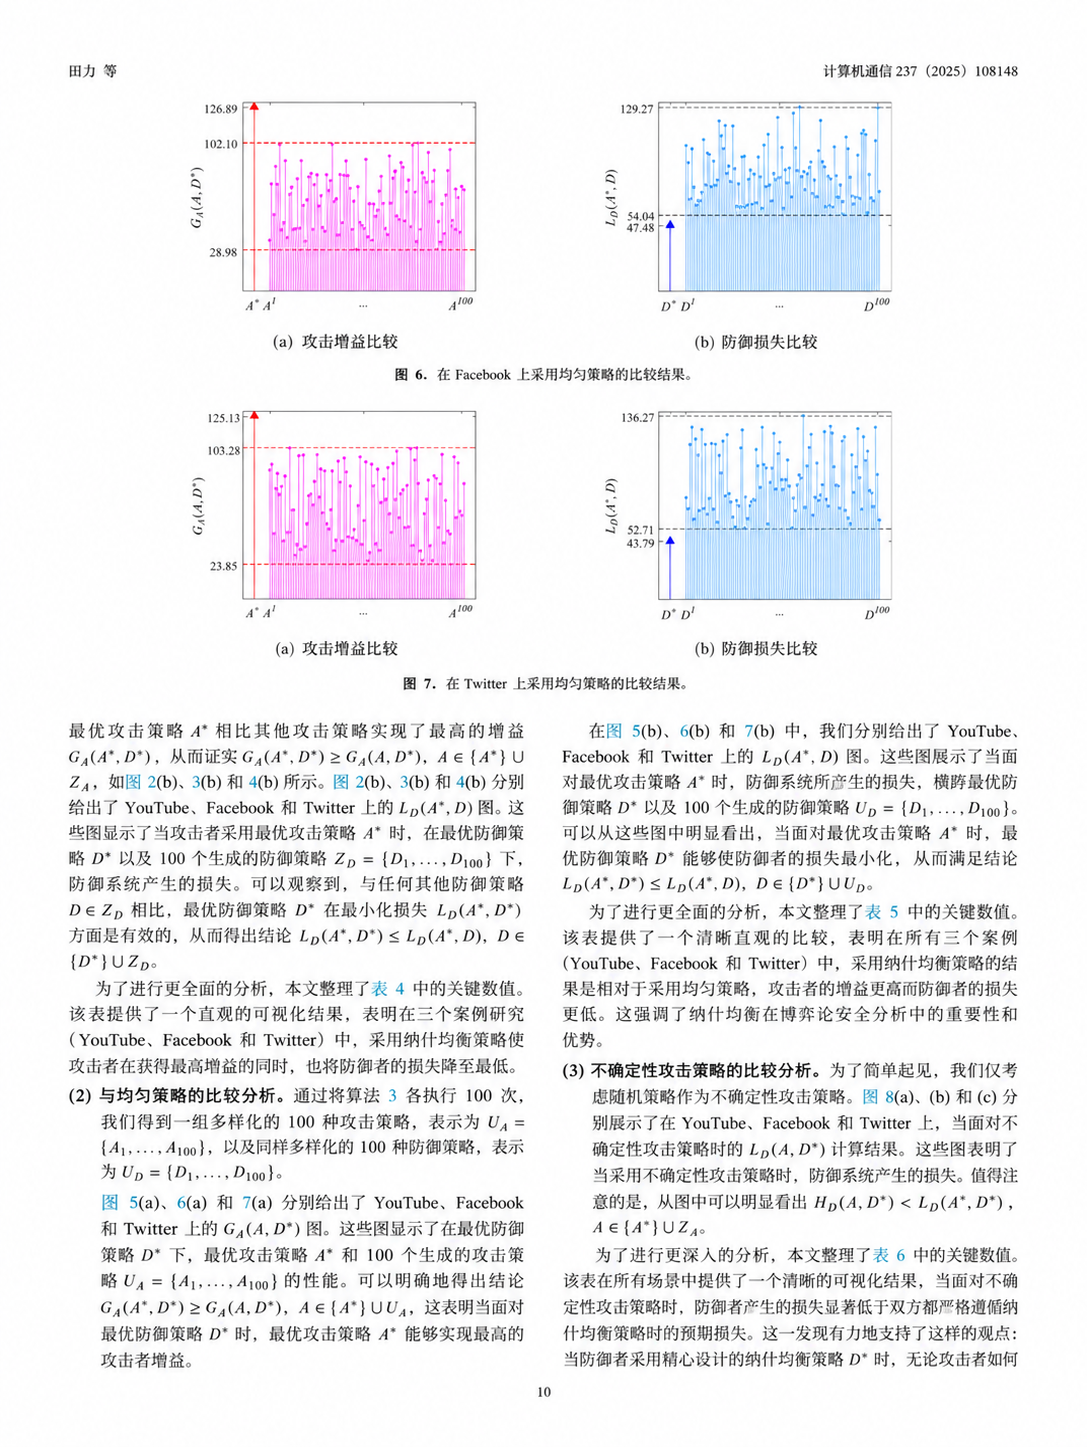 田力 等
计算机通信 237（2025）108148
126.89
102.10
28.98
G_A(A, D*)
A* A¹ ... A¹⁰⁰
(a) 攻击增益比较
129.27
54.04
47.48
L_D(A*, D)
D* D¹ ... D¹⁰⁰
(b) 防御损失比较
图 6. 在 Facebook 上采用均匀策略的比较结果。
125.13
103.28
23.85
G_A(A, D*)
A* A¹ ... A¹⁰⁰
(a) 攻击增益比较
136.27
52.71
43.79
L_D(A*, D)
D* D¹ ... D¹⁰⁰
(b) 防御损失比较
图 7. 在 Twitter 上采用均匀策略的比较结果。
最优攻击策略 A* 相比其他攻击策略实现了最高的增益
G_A(A*, D*)，从而证实 G_A(A*, D*) ≥ G_A(A, D*)，A ∈ {A*} ∪
Z_A，如图 2(b)、3(b) 和 4(b) 所示。图 2(b)、3(b) 和 4(b) 分别
给出了 YouTube、Facebook 和 Twitter 上的 L_D(A*, D) 图。这
些图显示了当攻击者采用最优攻击策略 A* 时，在最优防御策
略 D* 以及 100 个生成的防御策略 Z_D = {D₁, . . . , D₁₀₀} 下，
防御系统产生的损失。可以观察到，与任何其他防御策略
D ∈ Z_D 相比，最优防御策略 D* 在最小化损失 L_D(A*, D*)
方面是有效的，从而得出结论 L_D(A*, D*) ≤ L_D(A*, D)，D ∈
{D*} ∪ Z_D。
为了进行更全面的分析，本文整理了表 4 中的关键数值。
该表提供了一个直观的可视化结果，表明在三个案例研究
（YouTube、Facebook 和 Twitter）中，采用纳什均衡策略使
攻击者在获得最高增益的同时，也将防御者的损失降至最低。
(2) 与均匀策略的比较分析。通过将算法 3 各执行 100 次，
我们得到一组多样化的 100 种攻击策略，表示为 U_A =
{A₁, . . . , A₁₀₀}，以及同样多样化的 100 种防御策略，表示
为 U_D = {D₁, . . . , D₁₀₀}。
图 5(a)、6(a) 和 7(a) 分别给出了 YouTube、Facebook
和 Twitter 上的 G_A(A, D*) 图。这些图显示了在最优防御
策略 D* 下，最优攻击策略 A* 和 100 个生成的攻击策
略 U_A = {A₁, . . . , A₁₀₀} 的性能。可以明确地得出结论
G_A(A*, D*) ≥ G_A(A, D*)，A ∈ {A*} ∪ U_A，这表明当面对
最优防御策略 D* 时，最优攻击策略 A* 能够实现最高的
攻击者增益。
在图 5(b)、6(b) 和 7(b) 中，我们分别给出了 YouTube、
Facebook 和 Twitter 上的 L_D(A*, D) 图。这些图展示了当面
对最优攻击策略 A* 时，防御系统所产生的损失，横跨最优防
御策略 D* 以及 100 个生成的防御策略 U_D = {D₁, . . . , D₁₀₀}。
可以从这些图中明显看出，当面对最优攻击策略 A* 时，最
优防御策略 D* 能够使防御者的损失最小化，从而满足结论
L_D(A*, D*) ≤ L_D(A*, D)，D ∈ {D*} ∪ U_D。
为了进行更全面的分析，本文整理了表 5 中的关键数值。
该表提供了一个清晰直观的比较，表明在所有三个案例
（YouTube、Facebook 和 Twitter）中，采用纳什均衡策略的结
果是相对于采用均匀策略，攻击者的增益更高而防御者的损失
更低。这强调了纳什均衡在博弈论安全分析中的重要性和
优势。
(3) 不确定性攻击策略的比较分析。为了简单起见，我们仅考
虑随机策略作为不确定性攻击策略。图 8(a)、(b) 和 (c) 分
别展示了在 YouTube、Facebook 和 Twitter 上，当面对不
确定性攻击策略时的 L_D(A, D*) 计算结果。这些图表明了
当采用不确定性攻击策略时，防御系统产生的损失。值得注
意的是，从图中可以明显看出 H_D(A, D*) < L_D(A*, D*)，
A ∈ {A*} ∪ Z_A。
为了进行更深入的分析，本文整理了表 6 中的关键数值。
该表在所有场景中提供了一个清晰的可视化结果，当面对不确
定性攻击策略时，防御者产生的损失显著低于双方都严格遵循纳
什均衡策略时的预期损失。这一发现有力地支持了这样的观点：
当防御者采用精心设计的纳什均衡策略 D* 时，无论攻击者如何
10